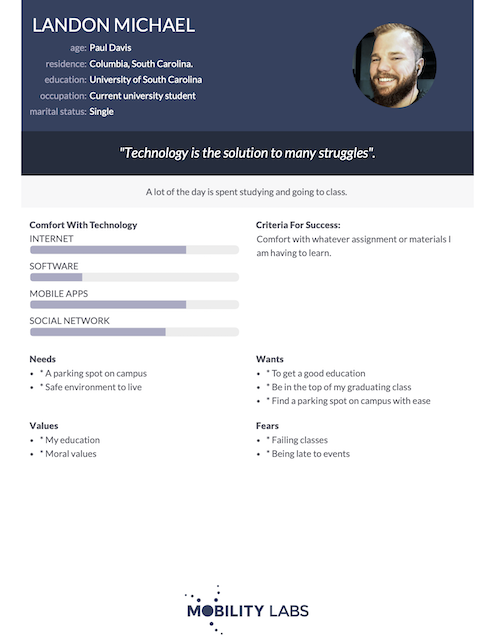 LANDON MICHAEL
age: Paul Davis
residence: Columbia, South Carolina.
education: University of South Carolina
occupation: Current university student
marital status: Single
"Technology is the solution to many struggles".
A lot of the day is spent studying and going to class.
Comfort With Technology
INTERNET
SOFTWARE
MOBILE APPS
SOCIAL NETWORK
Criteria For Success:
Comfort with whatever assignment or materials I
am having to learn.
Needs
• * A parking spot on campus
• * Safe environment to live
Wants
• * To get a good education
• * Be in the top of my graduating class
• * Find a parking spot on campus with ease
Values
• * My education
• * Moral values
Fears
• * Failing classes
• * Being late to events
MOBILITY LABS